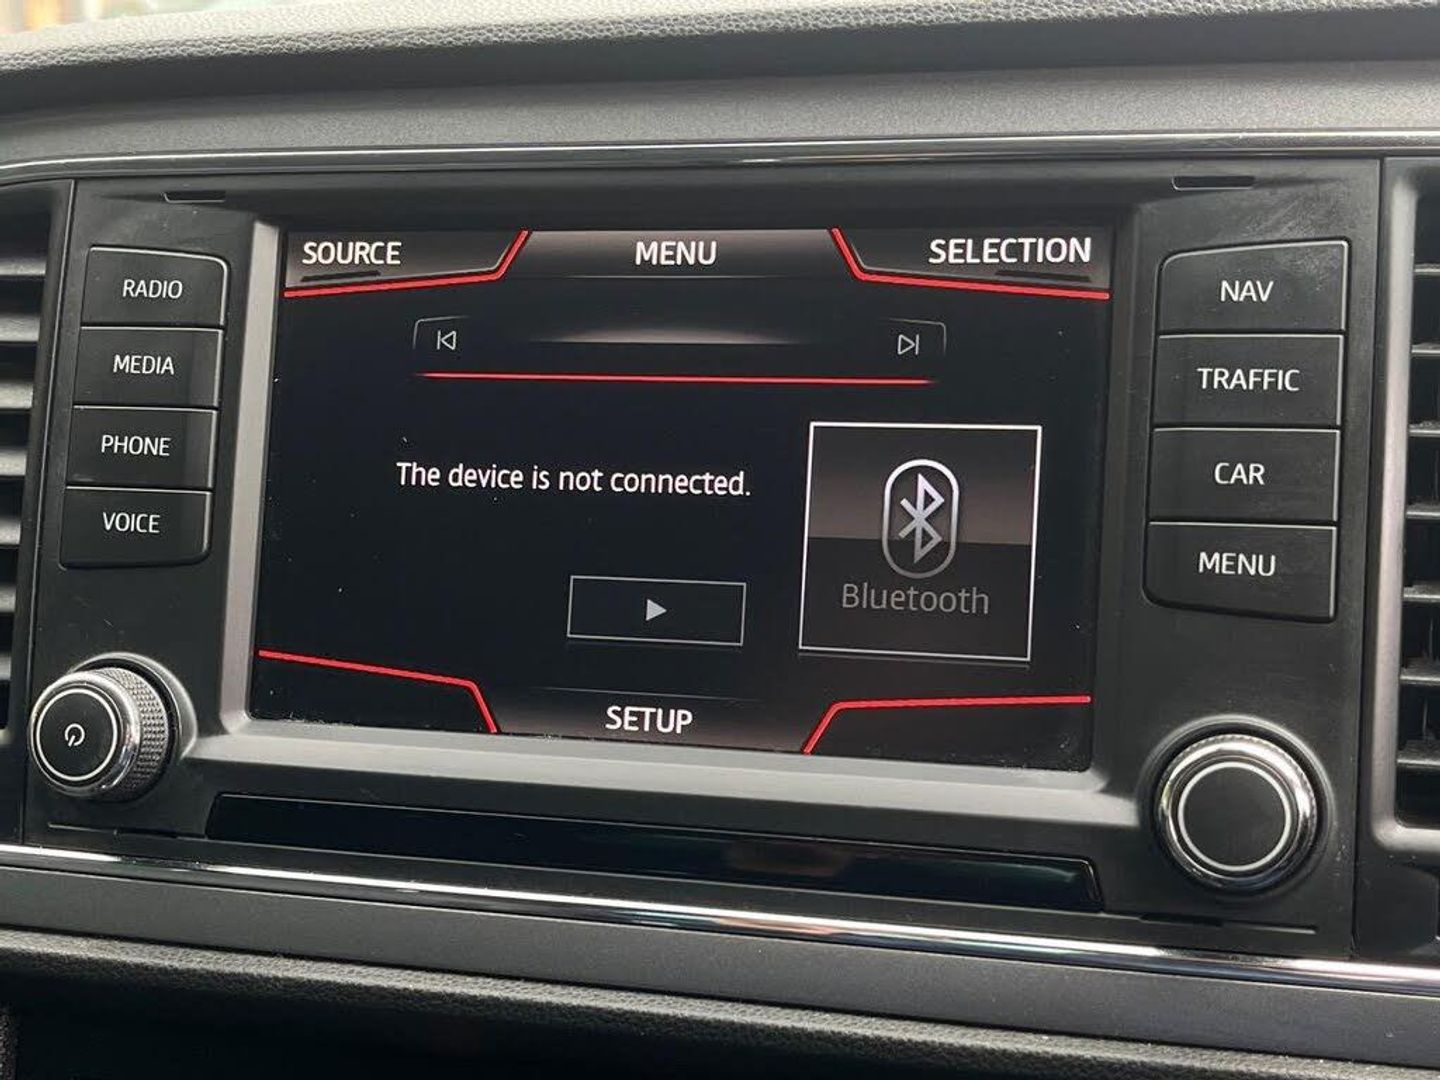 SOURCE
MENU
SELECTION
RADIO
MEDIA
PHONE
VOICE
The device is not connected.
Bluetooth
SETUP
NAV
TRAFFIC
CAR
MENU